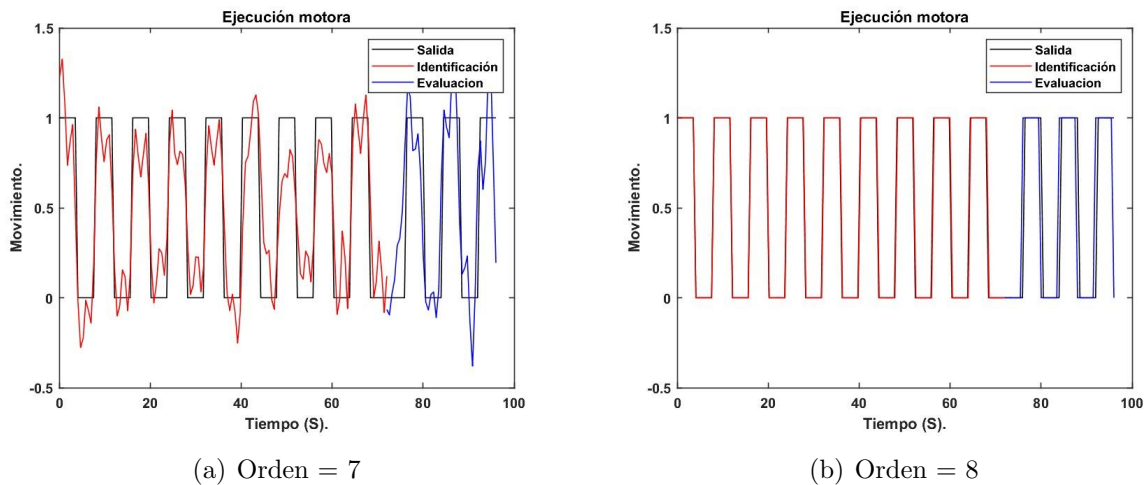 Ejecución motora
1.5
1
0.5
0
-0.5
Movimiento.
Salida
Identificación
Evaluacion
0 20 40 60 80 100
Tiempo (S).
(a) Orden = 7
Ejecución motora
1.5
1
0.5
0
-0.5
Movimiento.
Salida
Identificación
Evaluacion
0 20 40 60 80 100
Tiempo (S).
(b) Orden = 8